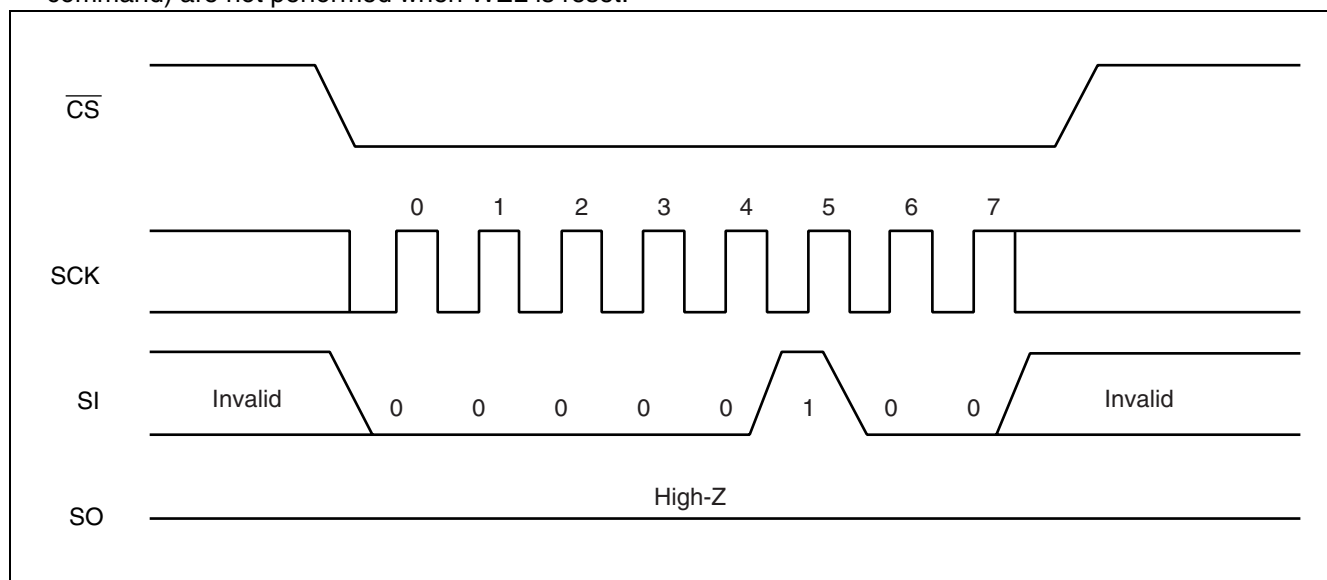 command) are not performed when WEL is reset.
CS
0 1 2 3 4 5 6 7
SCK
SI
Invalid 0 0 0 0 0 1 0 0 Invalid
High-Z
SO